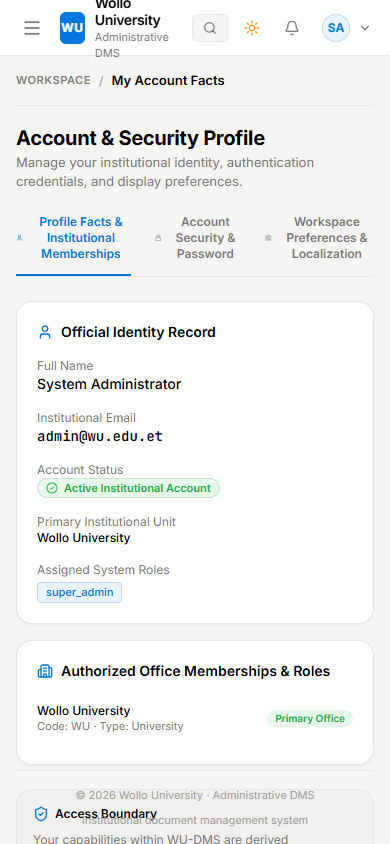 Wollo
University
WU
Administrative
DMS
SA
WORKSPACE / My Account Facts
Account & Security Profile
Manage your institutional identity, authentication
credentials, and display preferences.
Profile Facts &
Institutional
Memberships
Account
Security &
Password
Workspace
Preferences &
Localization
Official Identity Record
Full Name
System Administrator
Institutional Email
admin@wu.edu.et
Account Status
Active Institutional Account
Primary Institutional Unit
Wollo University
Assigned System Roles
super_admin
Authorized Office Memberships & Roles
Wollo University
Code: WU · Type: University
Primary Office
© 2026 Wollo University · Administrative DMS
Access Boundary
Institutional document management system
Your capabilities within WU-DMS are derived